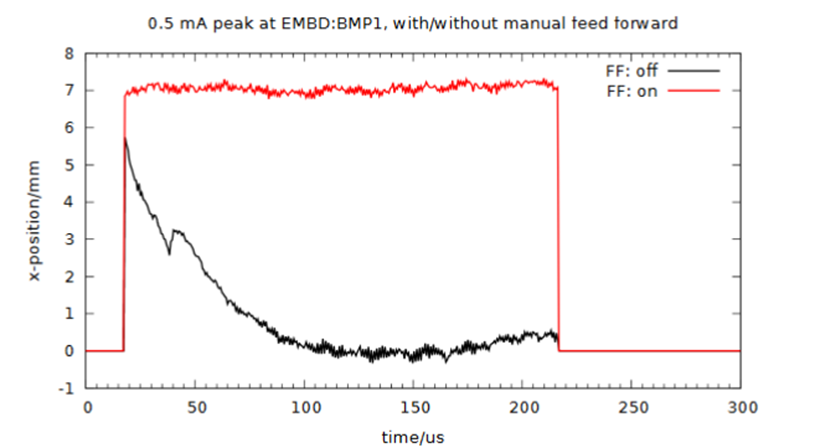 0.5 mA peak at EMBD:BMP1, with/without manual feed forward
8
7
6
5
4
3
2
1
0
-1
x-position/mm
FF: off
FF: on
0 50 100 150 200 250 300
time/us